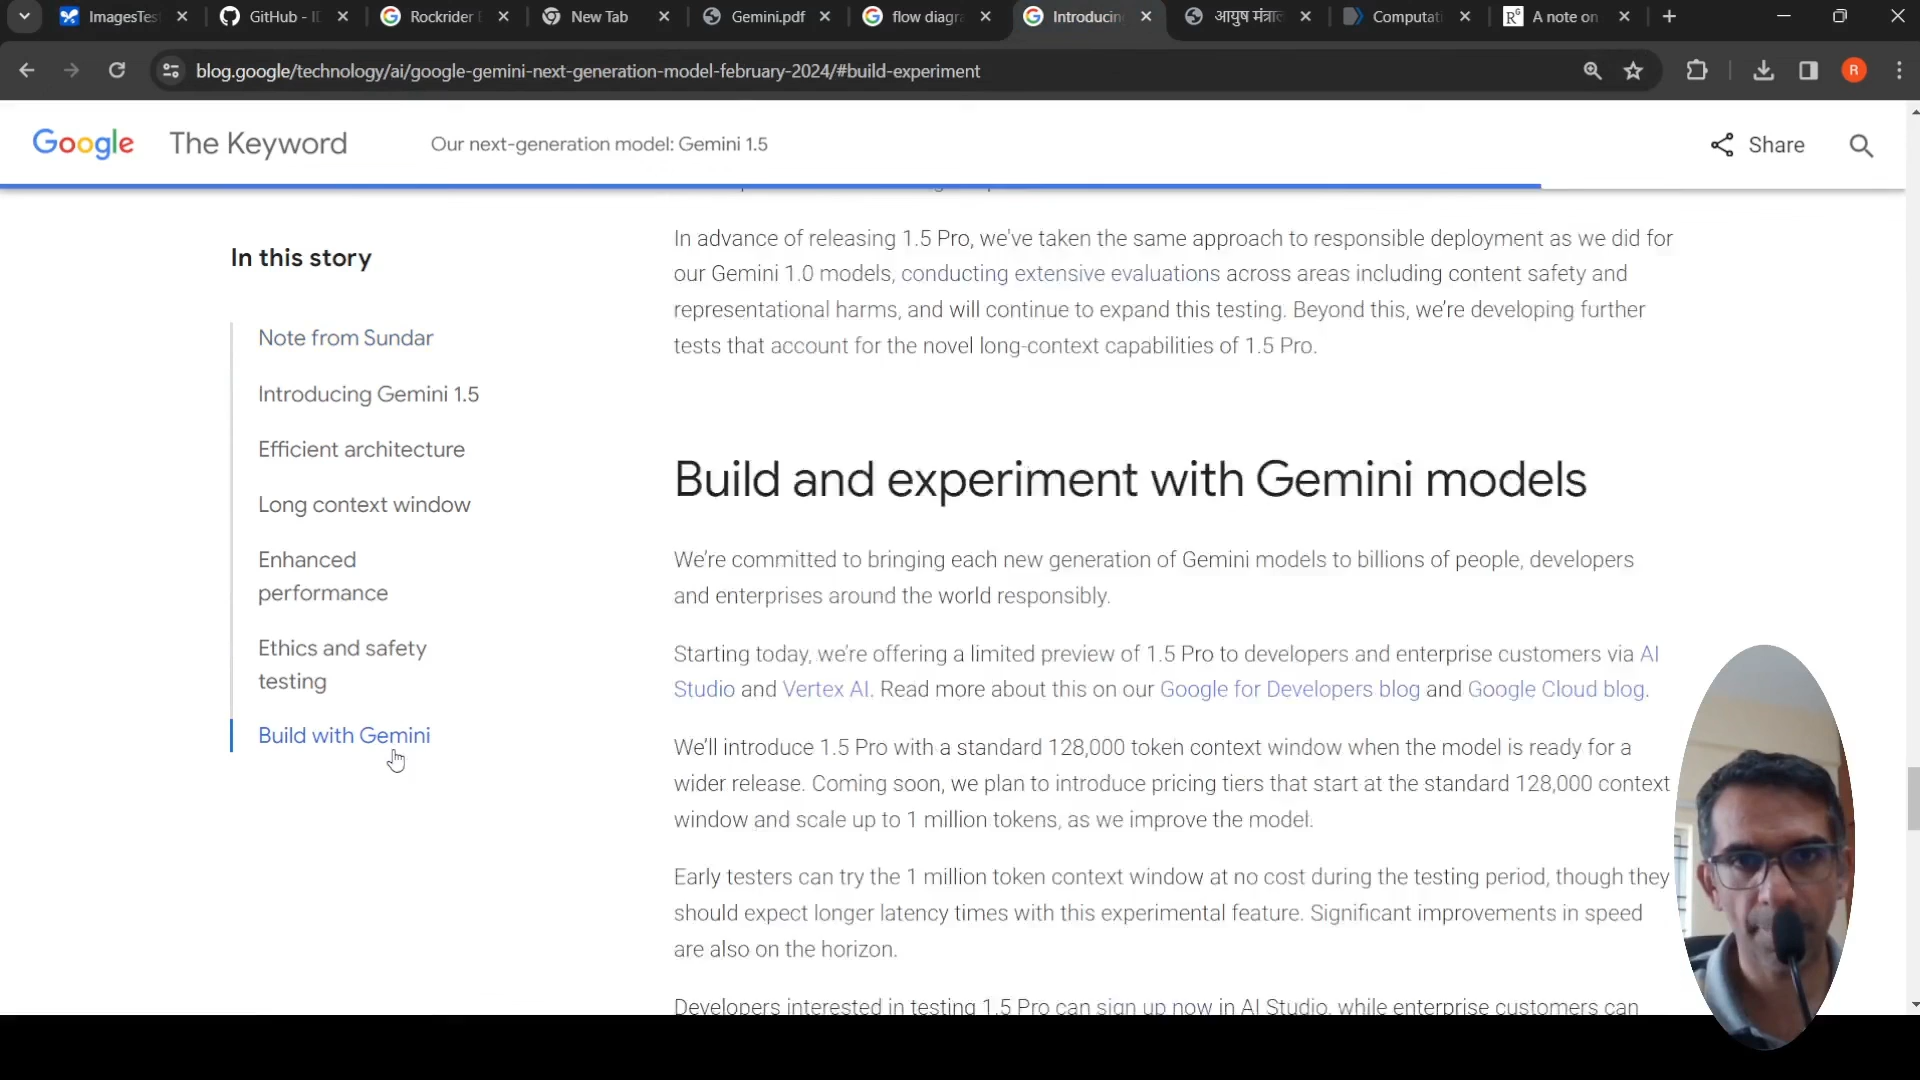 ImagesTes
GitHub - I
Rockrider
New Tab
Gemini.pdf
flow diagr
Introducin
आयुष मंत्राल
Computati
A note on
blog.google/technology/ai/google-gemini-next-generation-model-february-2024/#build-experiment
R
Google The Keyword
Our next-generation model: Gemini 1.5
Share
In this story
Note from Sundar
Introducing Gemini 1.5
Efficient architecture
Long context window
Enhanced
performance
Ethics and safety
testing
Build with Gemini
In advance of releasing 1.5 Pro, we've taken the same approach to responsible deployment as we did for
our Gemini 1.0 models, conducting extensive evaluations across areas including content safety and
representational harms, and will continue to expand this testing. Beyond this, we’re developing further
tests that account for the novel long-context capabilities of 1.5 Pro.
Build and experiment with Gemini models
We’re committed to bringing each new generation of Gemini models to billions of people, developers
and enterprises around the world responsibly.
Starting today, we’re offering a limited preview of 1.5 Pro to developers and enterprise customers via AI
Studio and Vertex AI. Read more about this on our Google for Developers blog and Google Cloud blog.
We’ll introduce 1.5 Pro with a standard 128,000 token context window when the model is ready for a
wider release. Coming soon, we plan to introduce pricing tiers that start at the standard 128,000 context
window and scale up to 1 million tokens, as we improve the model.
Early testers can try the 1 million token context window at no cost during the testing period, though they
should expect longer latency times with this experimental feature. Significant improvements in speed
are also on the horizon.
Developers interested in testing 1.5 Pro can sign up now in AI Studio, while enterprise customers can